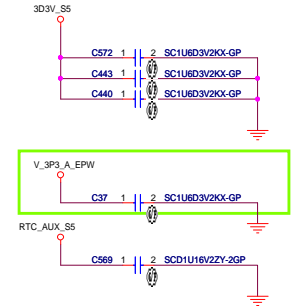 3D3V_S5
C572 1 2 SC1U6D3V2KX-GP
C443 1 2 SC1U6D3V2KX-GP
C440 1 2 SC1U6D3V2KX-GP
V_3P3_A_EPW
C37 1 2 SC1U6D3V2KX-GP
RTC_AUX_S5
C569 1 2 SCD1U16V2ZY-2GP